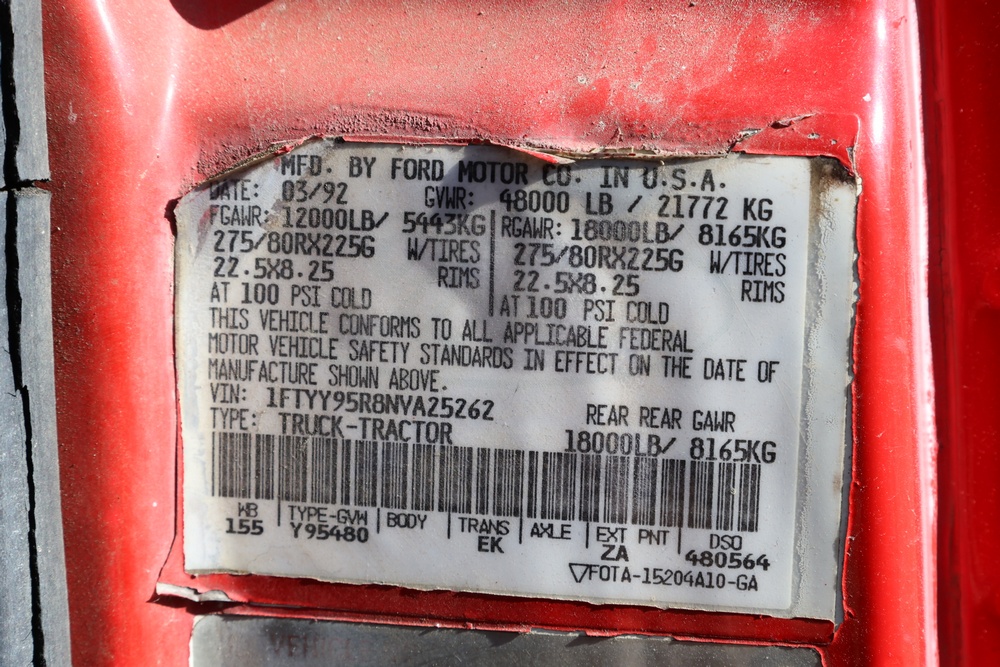 MFD. BY FORD MOTOR CO. IN U.S.A.
DATE: 03/92 GVWR: 48000 LB / 21772 KG
FGAWR: 12000LB/ 5443KG RGAWR: 18000LB/ 8165KG
275/80RX225G W/TIRES 275/80RX225G W/TIRES
22.5X8.25 RIMS 22.5X8.25 RIMS
AT 100 PSI COLD AT 100 PSI COLD
THIS VEHICLE CONFORMS TO ALL APPLICABLE FEDERAL
MOTOR VEHICLE SAFETY STANDARDS IN EFFECT ON THE DATE OF
MANUFACTURE SHOWN ABOVE.
VIN: 1FTYY95R8NVA25262 REAR REAR GAWR
TYPE: TRUCK-TRACTOR 18000LB/ 8165KG
WB TYPE-GVW BODY TRANS AXLE EXT PNT DSO
155 Y95480 EK ZA 480564
▽FOTA-15204A10-GA